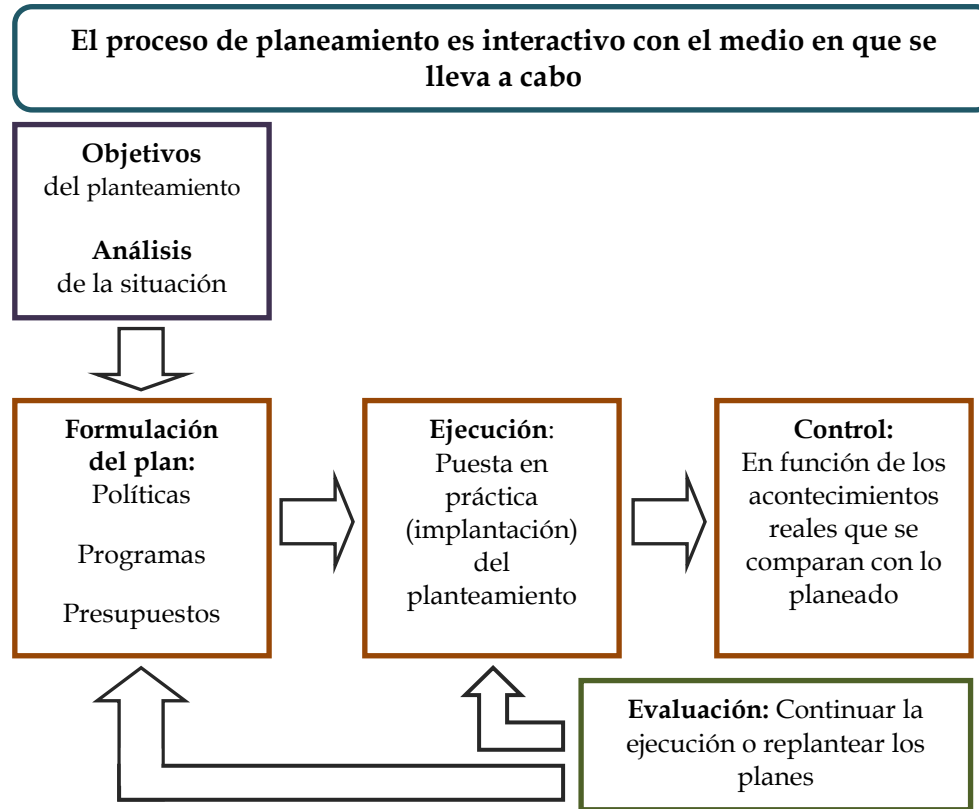 El proceso de planeamiento es interactivo con el medio en que se
lleva a cabo
Objetivos
del planteamiento
Análisis
de la situación
Formulación
del plan:
Políticas
Programas
Presupuestos
Ejecución:
Puesta en
práctica
(implantación)
del
planteamiento
Control:
En función de los
acontecimientos
reales que se
comparan con lo
planeado
Evaluación: Continuar la
ejecución o replantear los
planes